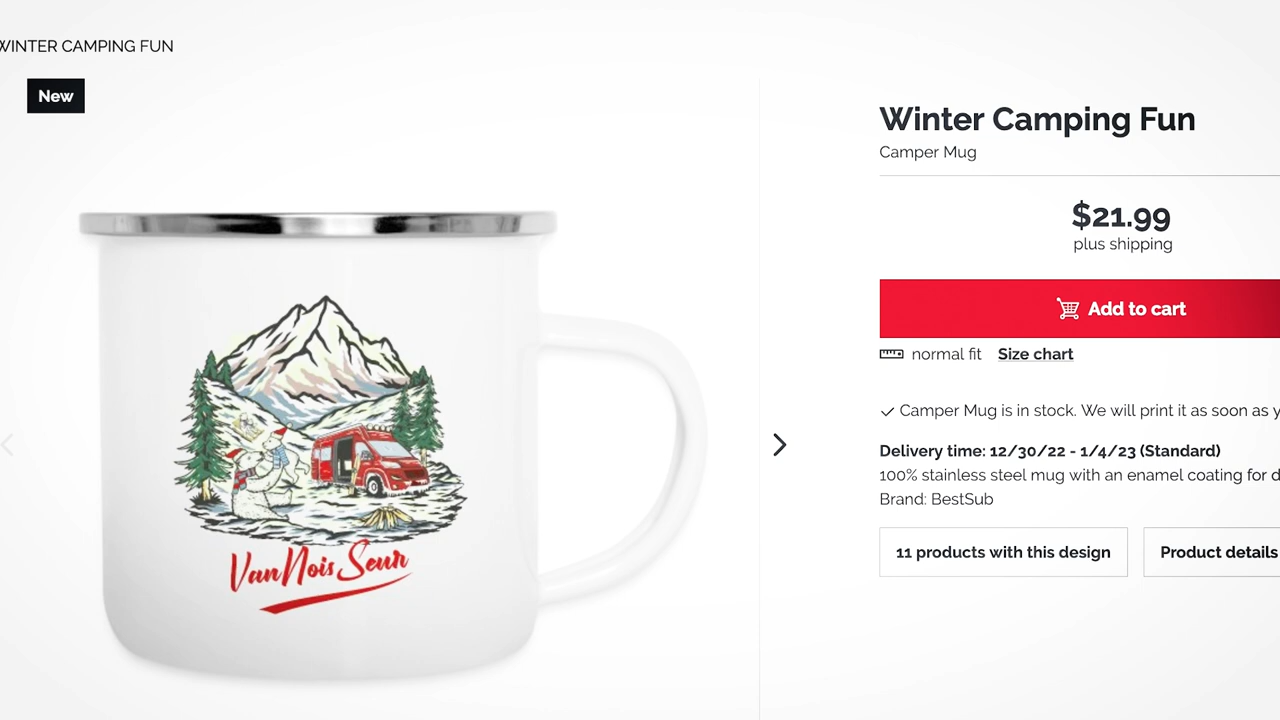 WINTER CAMPING FUN
New
Winter Camping Fun
Camper Mug
$21.99
plus shipping
Add to cart
normal fit Size chart
Camper Mug is in stock. We will print it as soon as y
Delivery time: 12/30/22 - 1/4/23 (Standard)
100% stainless steel mug with an enamel coating for d
Brand: BestSub
11 products with this design
Product details
VanNois Seur